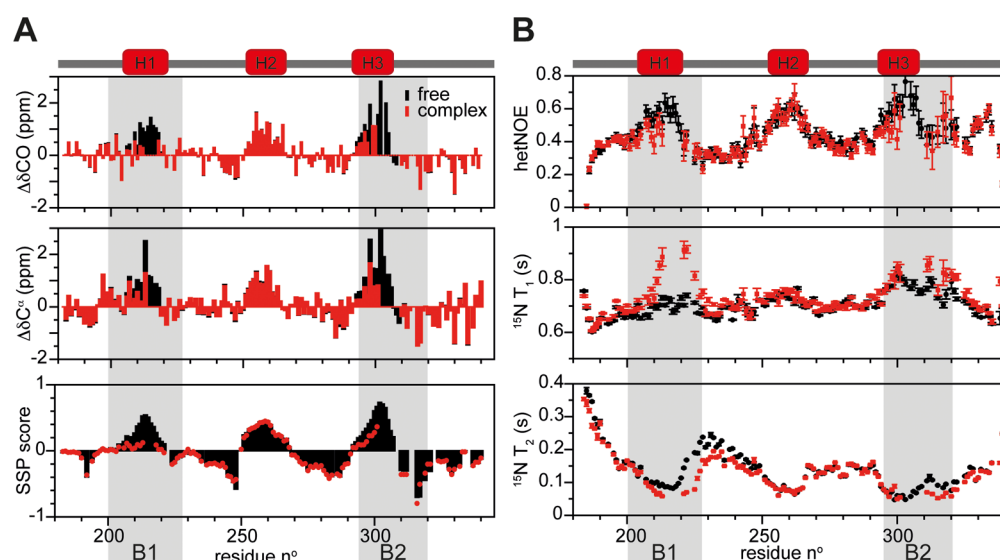 A
B
H1 H2 H3
H1 H2 H3
free
complex
ΔδCO (ppm)
2
0
-2
hetNOE
0.8
0.6
0.4
0.2
0
ΔδCα (ppm)
2
0
-2
15N T1 (s)
1
0.8
0.6
SSP score
1
0
-1
15N T2 (s)
0.4
0.3
0.2
0.1
0
200 250 300
B1 residue nº B2
200 250 300
B1 residue nº B2